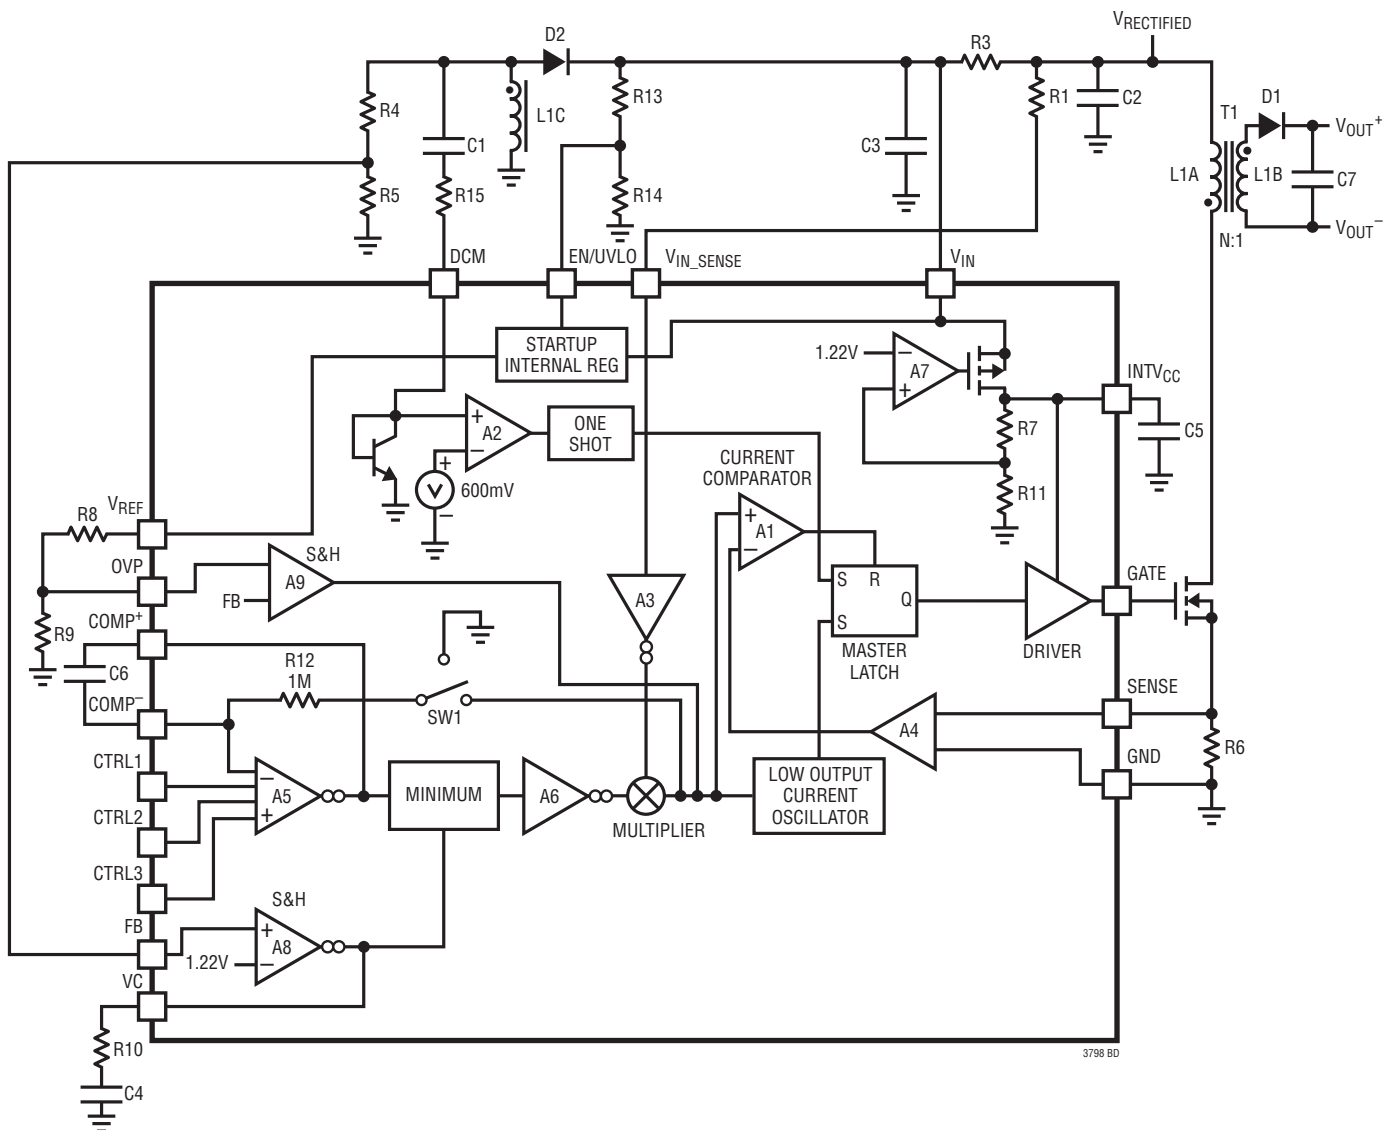 VRECTIFIED
D2
R3
R4
R13
R1
C2
T1
D1
VOUT+
L1C
C1
C3
L1A
L1B
C7
R5
R15
R14
VOUT–
N:1
DCM
EN/UVLO
VIN_SENSE
VIN
STARTUP
INTERNAL REG
1.22V
–
A7
+
INTVCC
+
A2
–
ONE
SHOT
R7
C5
CURRENT
COMPARATOR
+
V
600mV
–
R11
VREF
R8
+
A1
–
S&H
OVP
A9
FB
A3
S
R
Q
S
GATE
COMP+
R9
MASTER
LATCH
DRIVER
C6
R12
1M
COMP–
SW1
SENSE
A4
R6
CTRL1
GND
–
A5
+
MINIMUM
A6
LOW OUTPUT
CURRENT
OSCILLATOR
CTRL2
MULTIPLIER
CTRL3
S&H
FB
+
A8
1.22V
–
VC
R10
3798 BD
C4